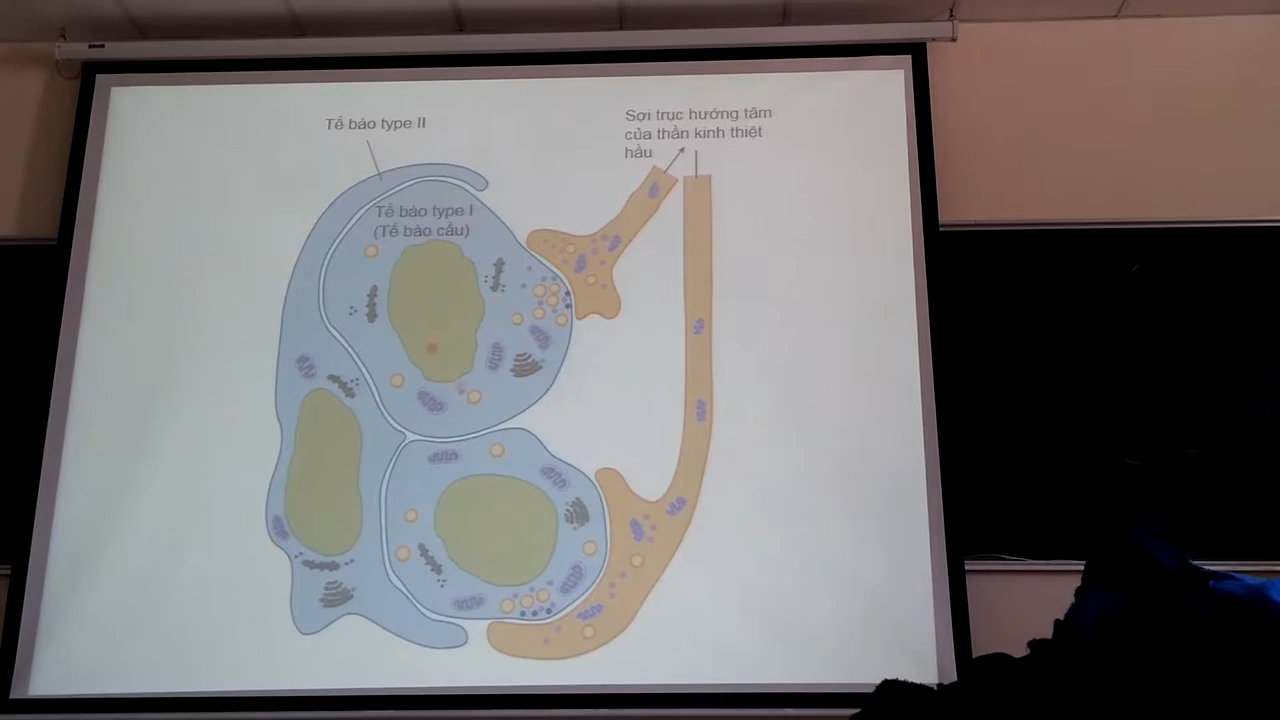 Tế bào type II
Sợi trục hướng tâm
của thần kinh thiệt
hầu
Tế bào type I
(Tế bào cầu)